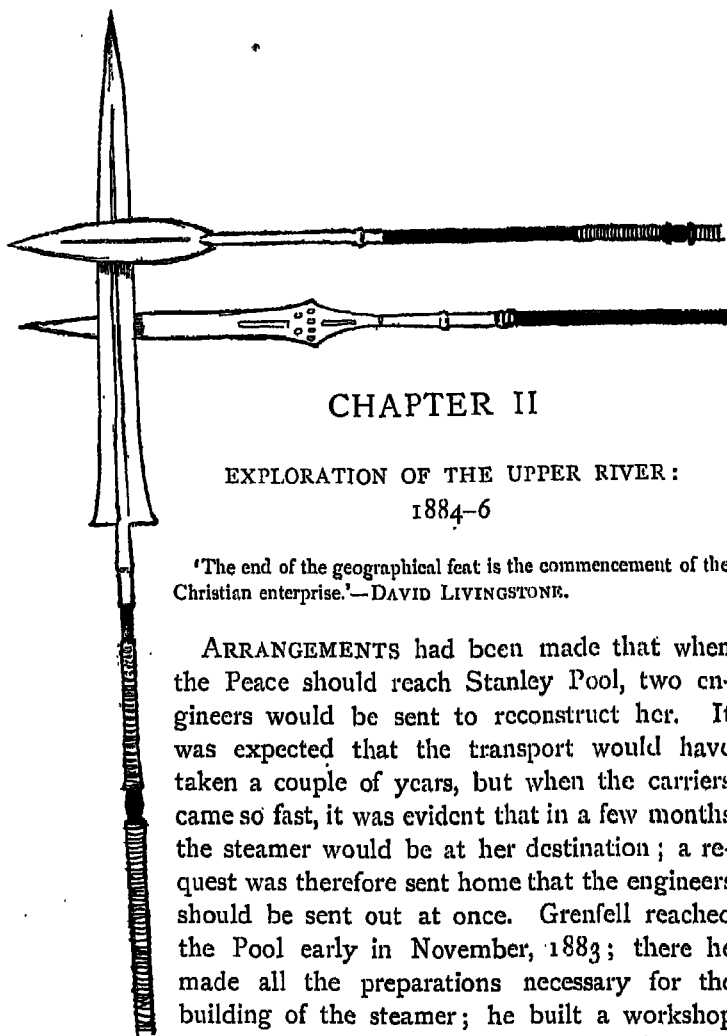 CHAPTER II
EXPLORATION OF THE UPPER RIVER:
1884–6
'The end of the geographical feat is the commencement of the
Christian enterprise.'—DAVID LIVINGSTONE.
ARRANGEMENTS had been made that when
the Peace should reach Stanley Pool, two en-
gineers would be sent to reconstruct her. It
was expected that the transport would have
taken a couple of years, but when the carriers
came so fast, it was evident that in a few months
the steamer would be at her destination; a re-
quest was therefore sent home that the engineers
should be sent out at once. Grenfell reached
the Pool early in November, 1883; there he
made all the preparations necessary for the
building of the steamer; he built a workshop